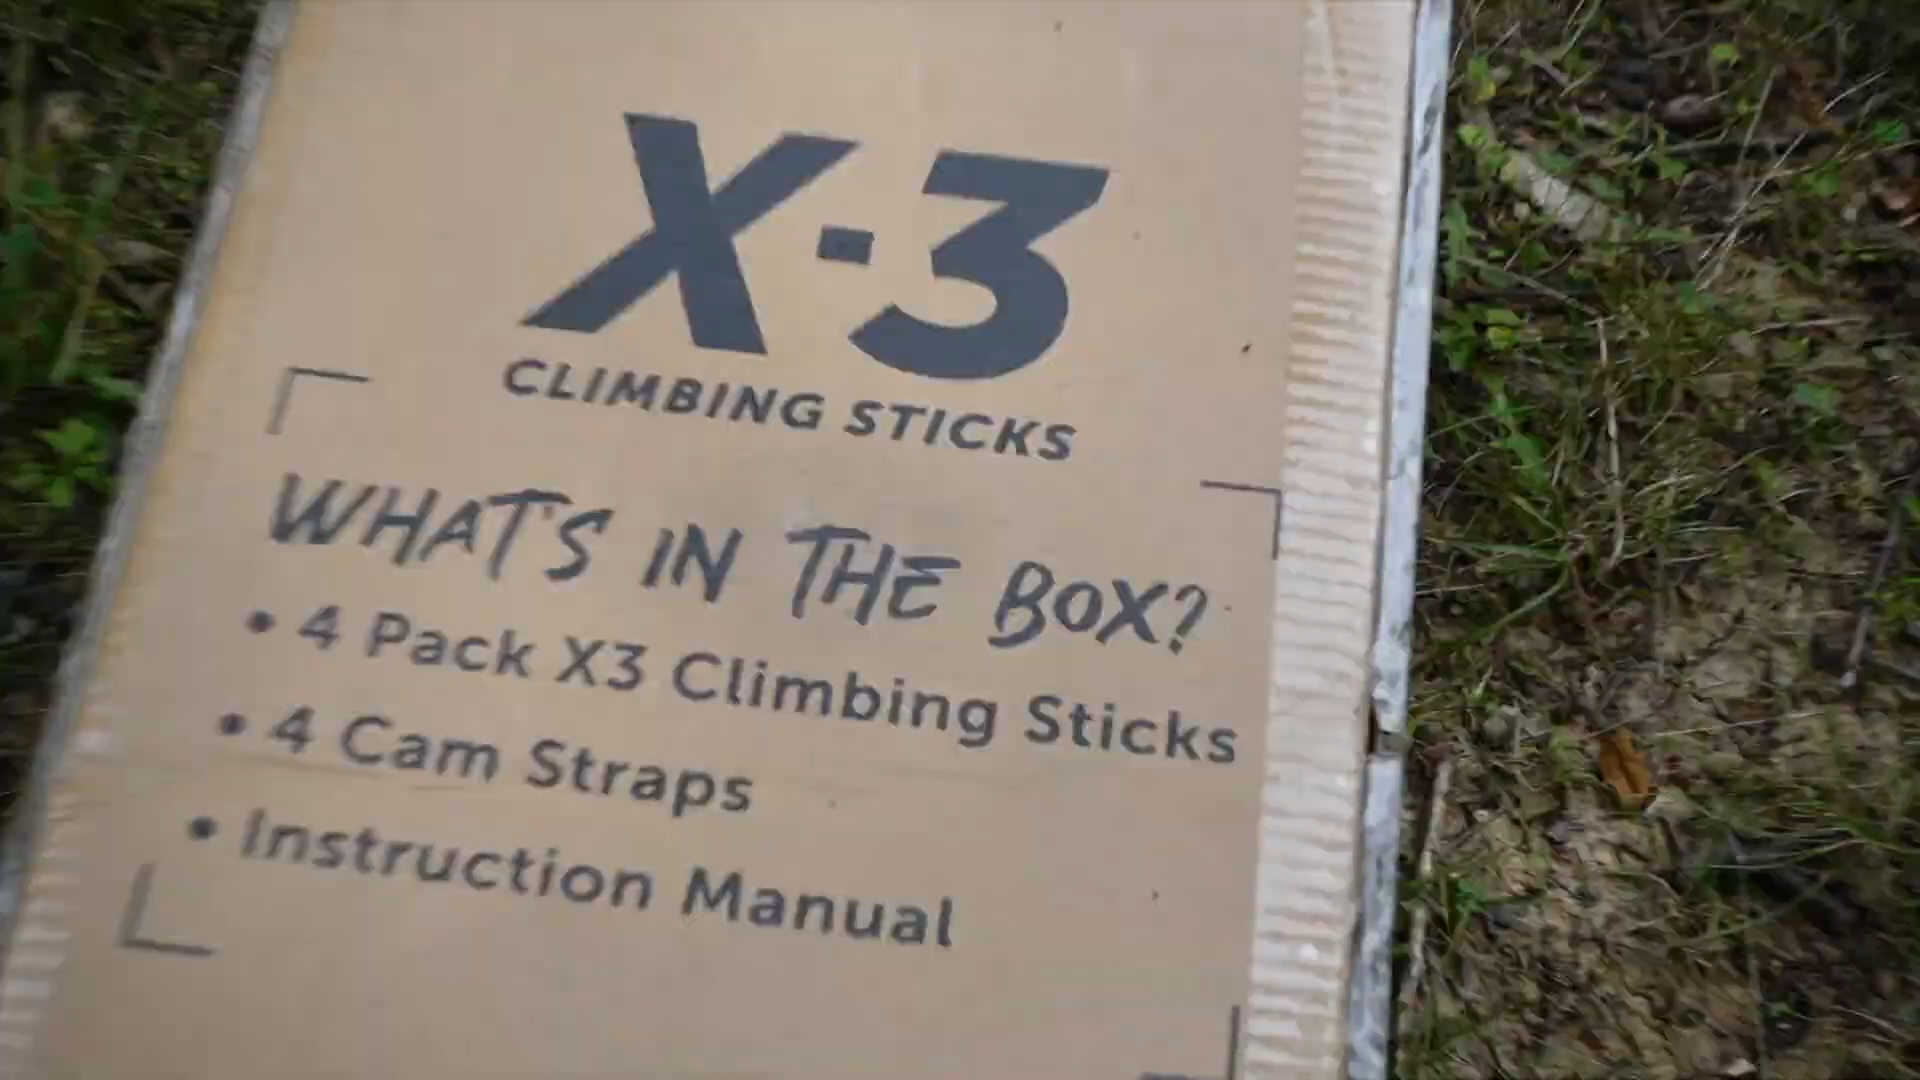 X-3
CLIMBING STICKS
WHAT'S IN THE BOX?
• 4 Pack X3 Climbing Sticks
• 4 Cam Straps
• Instruction Manual